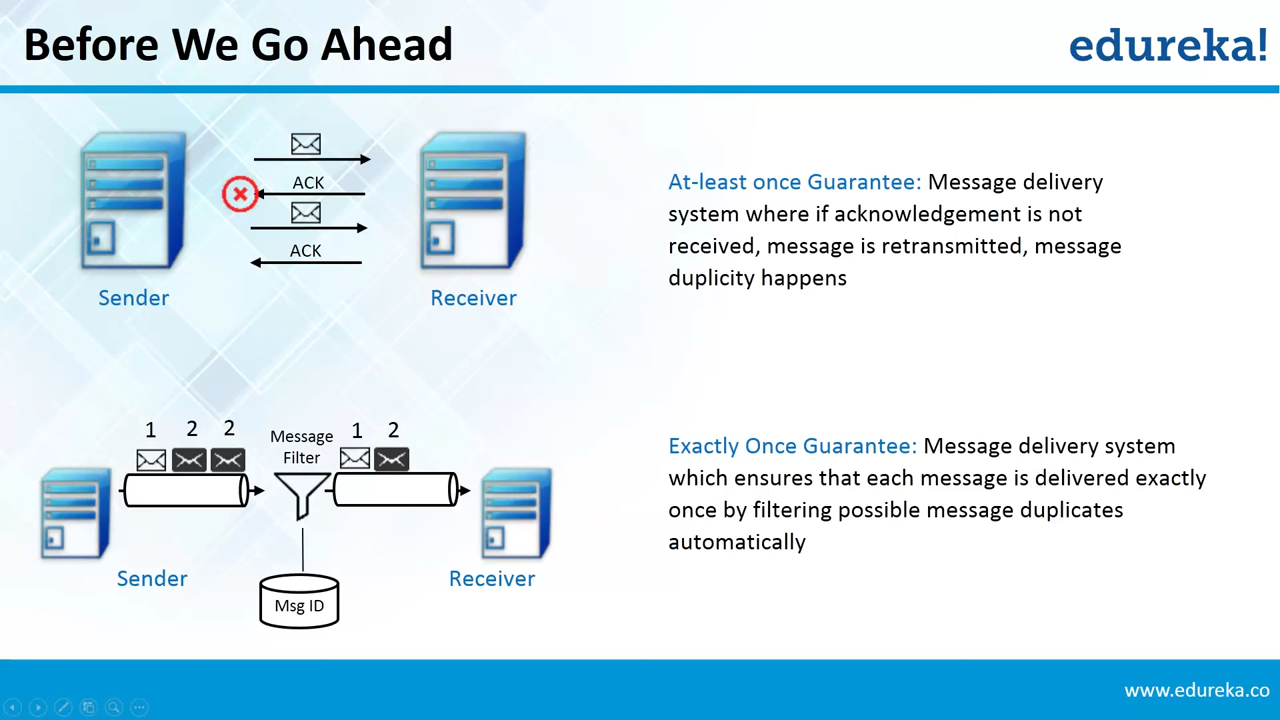 Before We Go Ahead
edureka!
ACK
ACK
Sender
Receiver
At-least once Guarantee: Message delivery
system where if acknowledgement is not
received, message is retransmitted, message
duplicity happens
1 2 2
Message
Filter
1 2
Sender
Receiver
Msg ID
Exactly Once Guarantee: Message delivery system
which ensures that each message is delivered exactly
once by filtering possible message duplicates
automatically
www.edureka.co